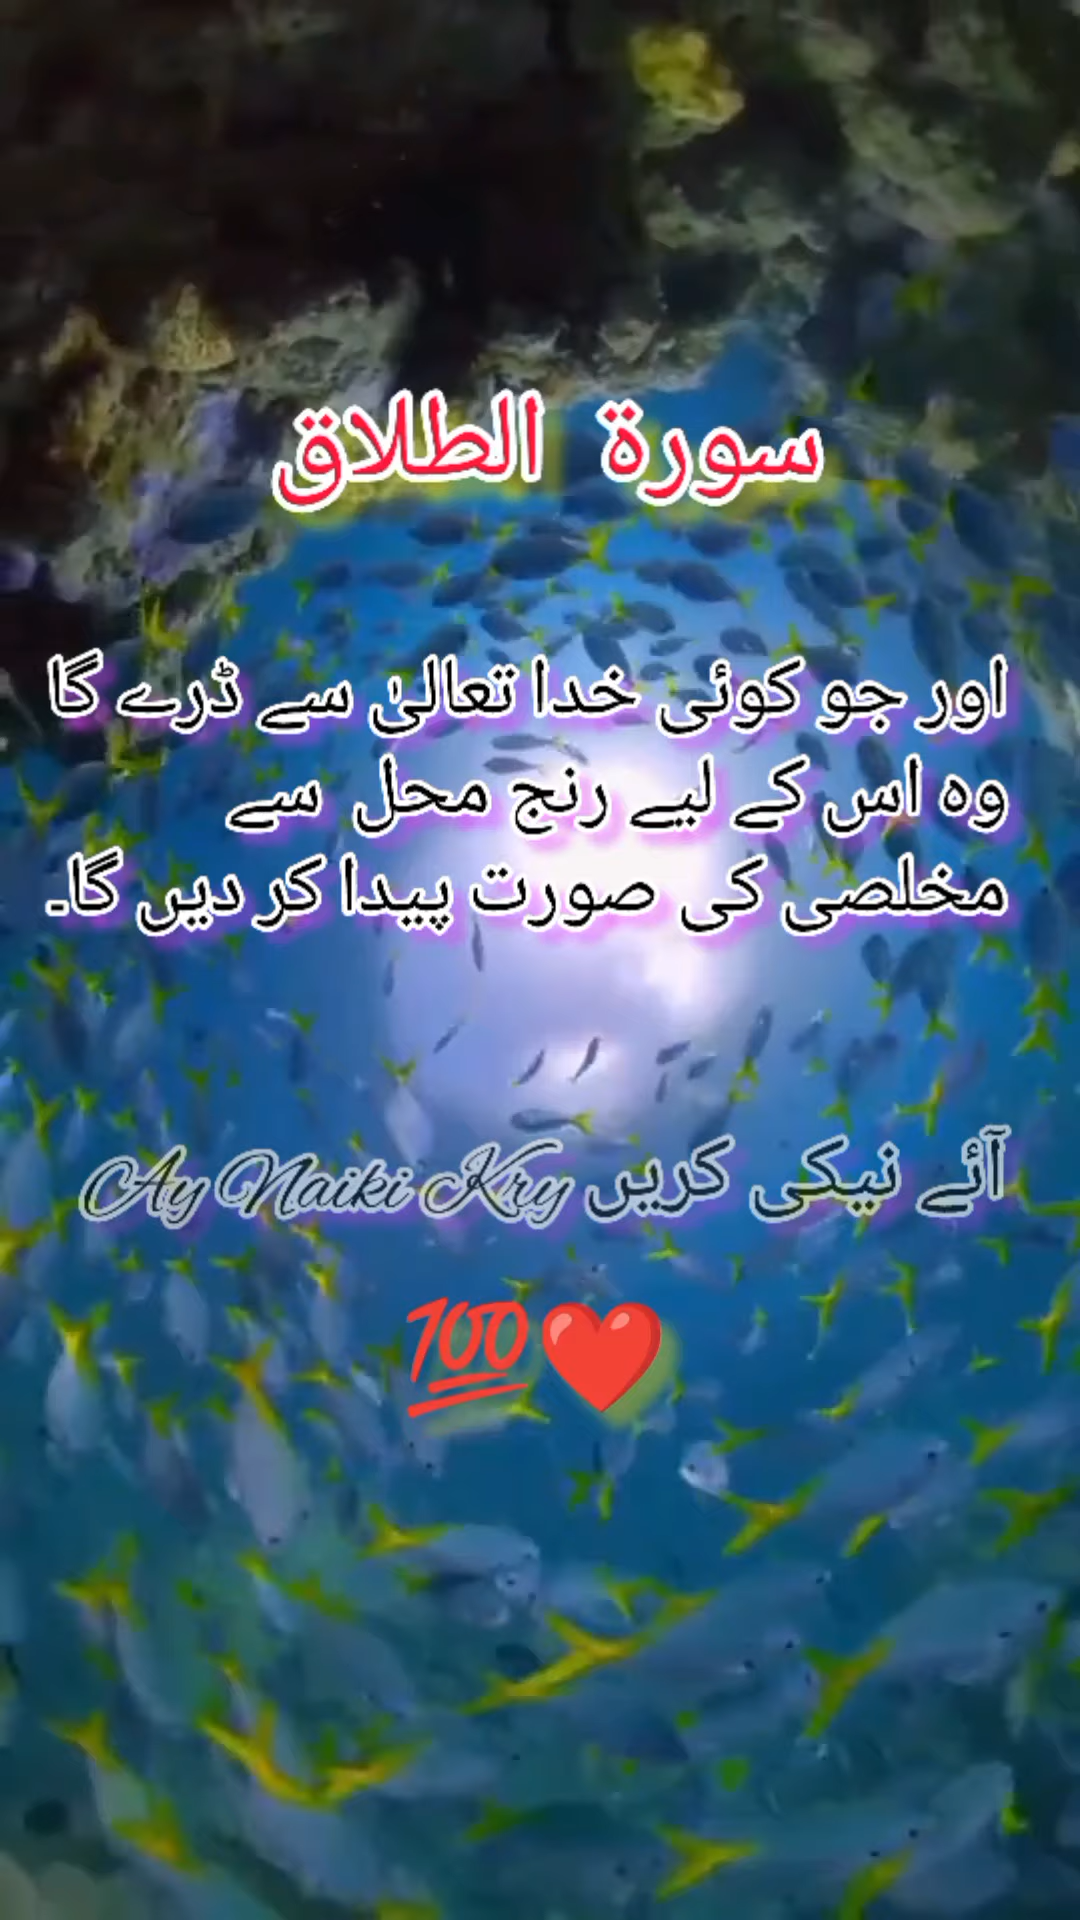 سورۃ الطلاق
اور جو کوئی خدا تعالیٰ سے ڈرے گا
وہ اس کے لیے رنج محل سے
مخلصی کی صورت پیدا کر دیں گا۔
آئے نیکی کریں Ay Naiki Kry
💯❤️